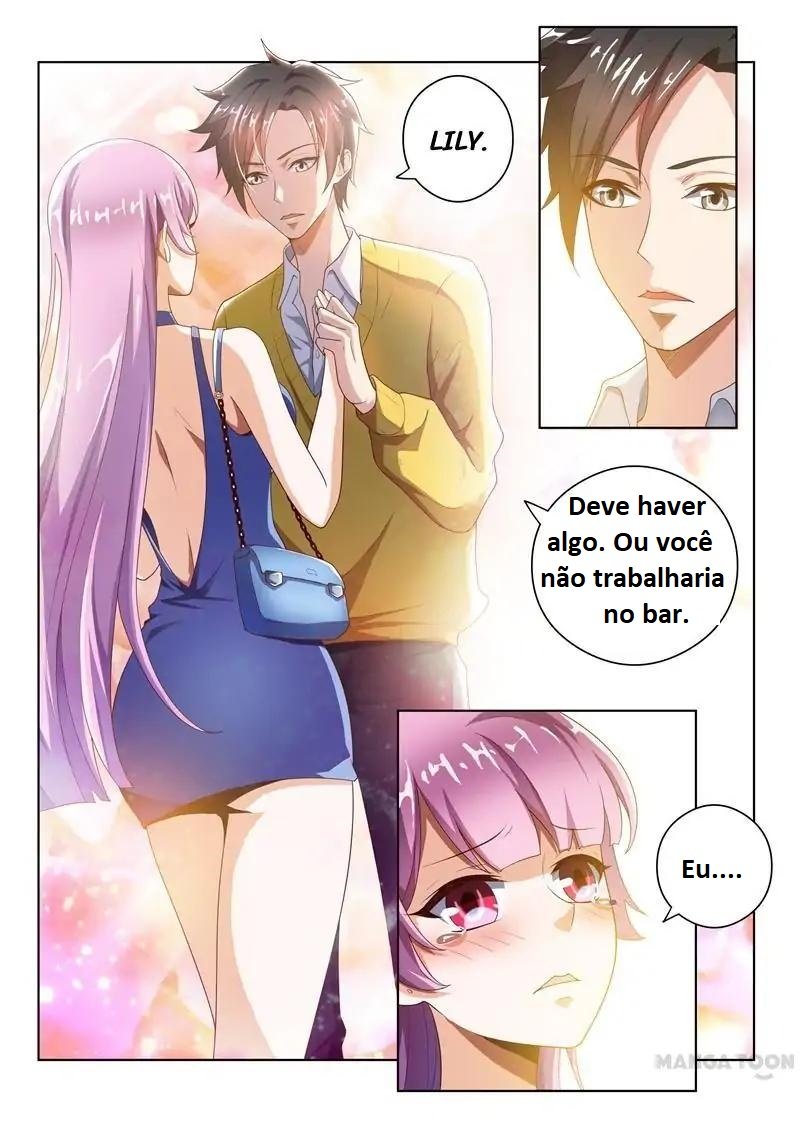 LILY.
Deve haver
algo. Ou você
não trabalharia
no bar.
Eu....
MANGA TOON